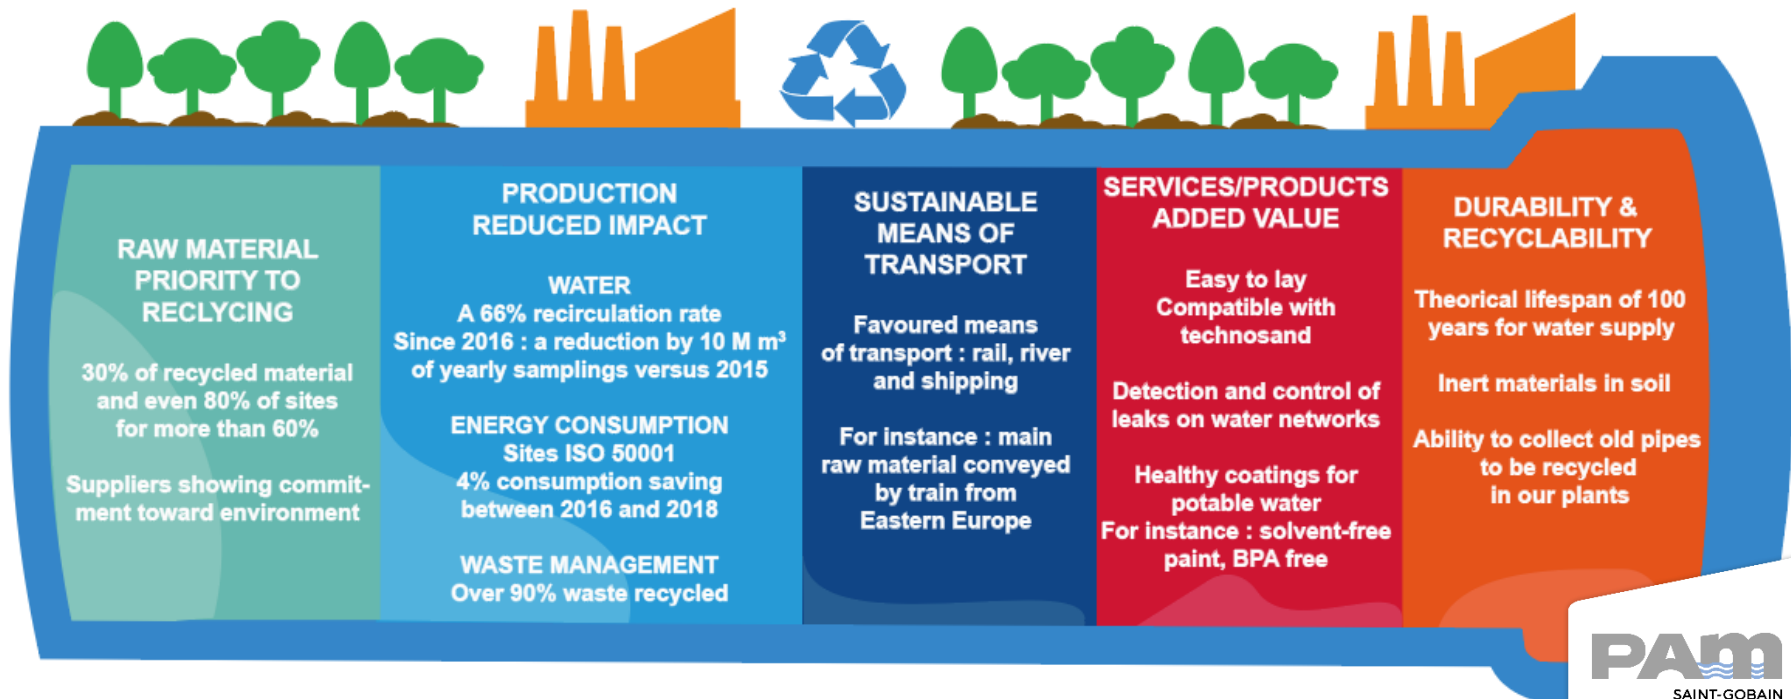 RAW MATERIAL
PRIORITY TO
RECLYCING
30% of recycled material
and even 80% of sites
for more than 60%
Suppliers showing commit-
ment toward environment
PRODUCTION
REDUCED IMPACT
WATER
A 66% recirculation rate
Since 2016 : a reduction by 10 M m³
of yearly samplings versus 2015
ENERGY CONSUMPTION
Sites ISO 50001
4% consumption saving
between 2016 and 2018
WASTE MANAGEMENT
Over 90% waste recycled
SUSTAINABLE
MEANS OF
TRANSPORT
Favoured means
of transport : rail, river
and shipping
For instance : main
raw material conveyed
by train from
Eastern Europe
SERVICES/PRODUCTS
ADDED VALUE
Easy to lay
Compatible with
technosand
Detection and control of
leaks on water networks
Healthy coatings for
potable water
For instance : solvent-free
paint, BPA free
DURABILITY &
RECYCLABILITY
Theorical lifespan of 100
years for water supply
Inert materials in soil
Ability to collect old pipes
to be recycled
in our plants
PAM
SAINT-GOBAIN